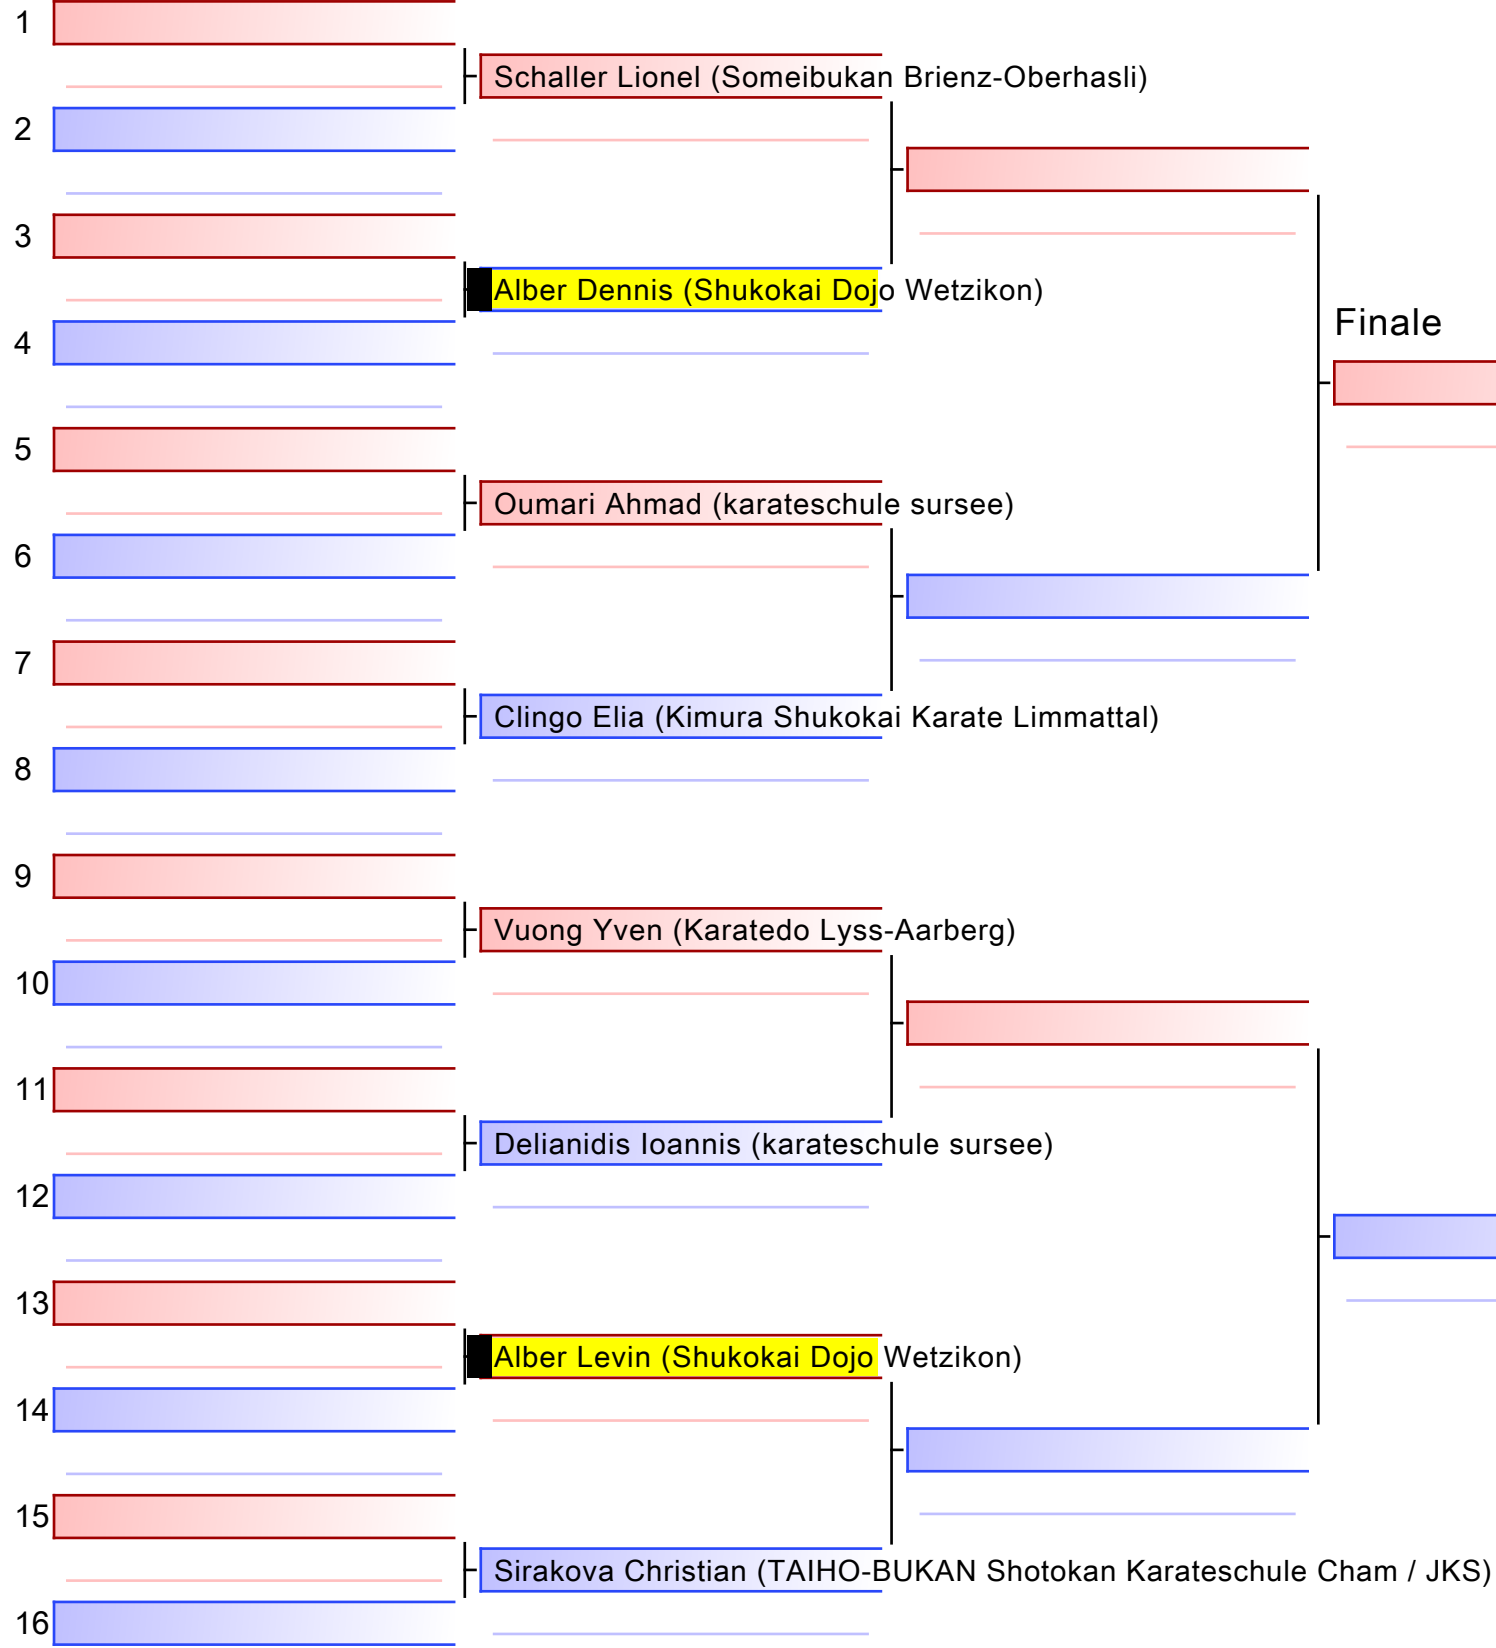 1
Schaller Lionel (Someibukan Brienz-Oberhasli)
2
3
Alber Dennis (Shukokai Dojo Wetzikon)
Finale
4
5
Oumari Ahmad (karateschule sursee)
6
7
Clingo Elia (Kimura Shukokai Karate Limmattal)
8
9
Vuong Yven (Karatedo Lyss-Aarberg)
10
11
Delianidis Ioannis (karateschule sursee)
12
13
Alber Levin (Shukokai Dojo Wetzikon)
14
15
Sirakova Christian (TAIHO-BUKAN Shotokan Karateschule Cham / JKS)
16